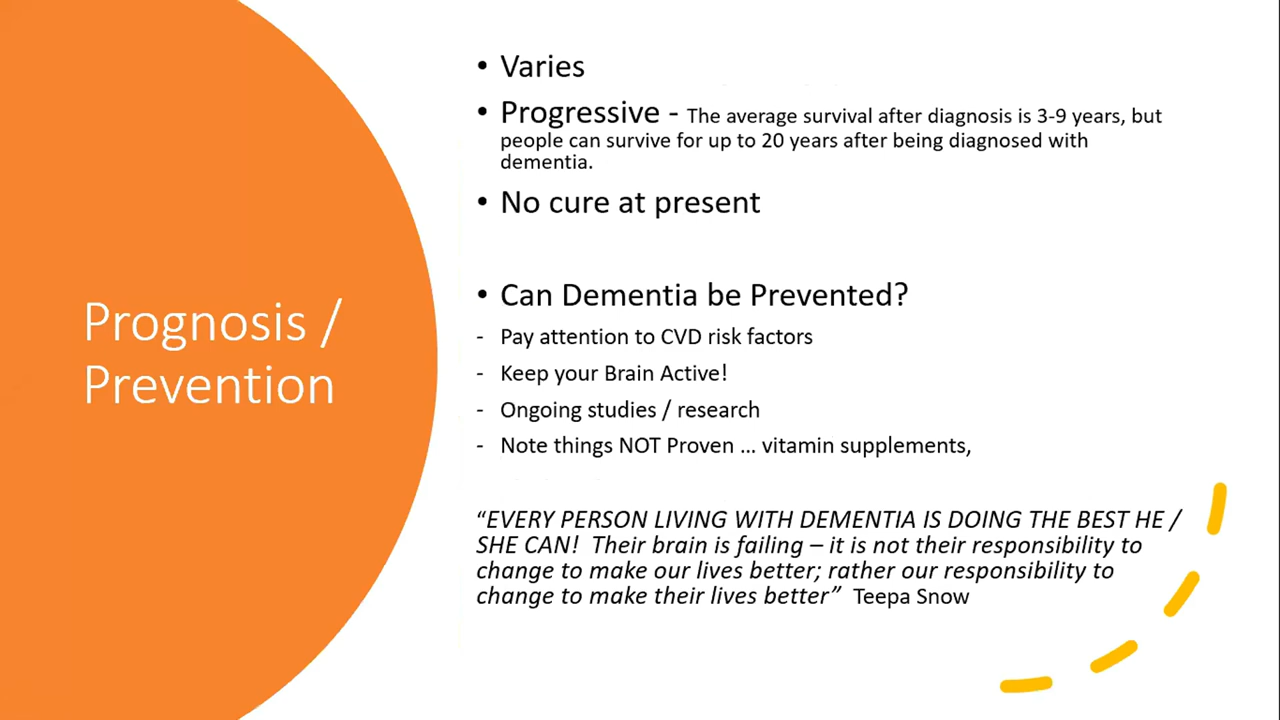 Prognosis /
Prevention
• Varies
• Progressive - The average survival after diagnosis is 3-9 years, but
people can survive for up to 20 years after being diagnosed with
dementia.
• No cure at present
• Can Dementia be Prevented?
- Pay attention to CVD risk factors
- Keep your Brain Active!
- Ongoing studies / research
- Note things NOT Proven … vitamin supplements,
“EVERY PERSON LIVING WITH DEMENTIA IS DOING THE BEST HE /
SHE CAN!  Their brain is failing – it is not their responsibility to
change to make our lives better; rather our responsibility to
change to make their lives better”  Teepa Snow